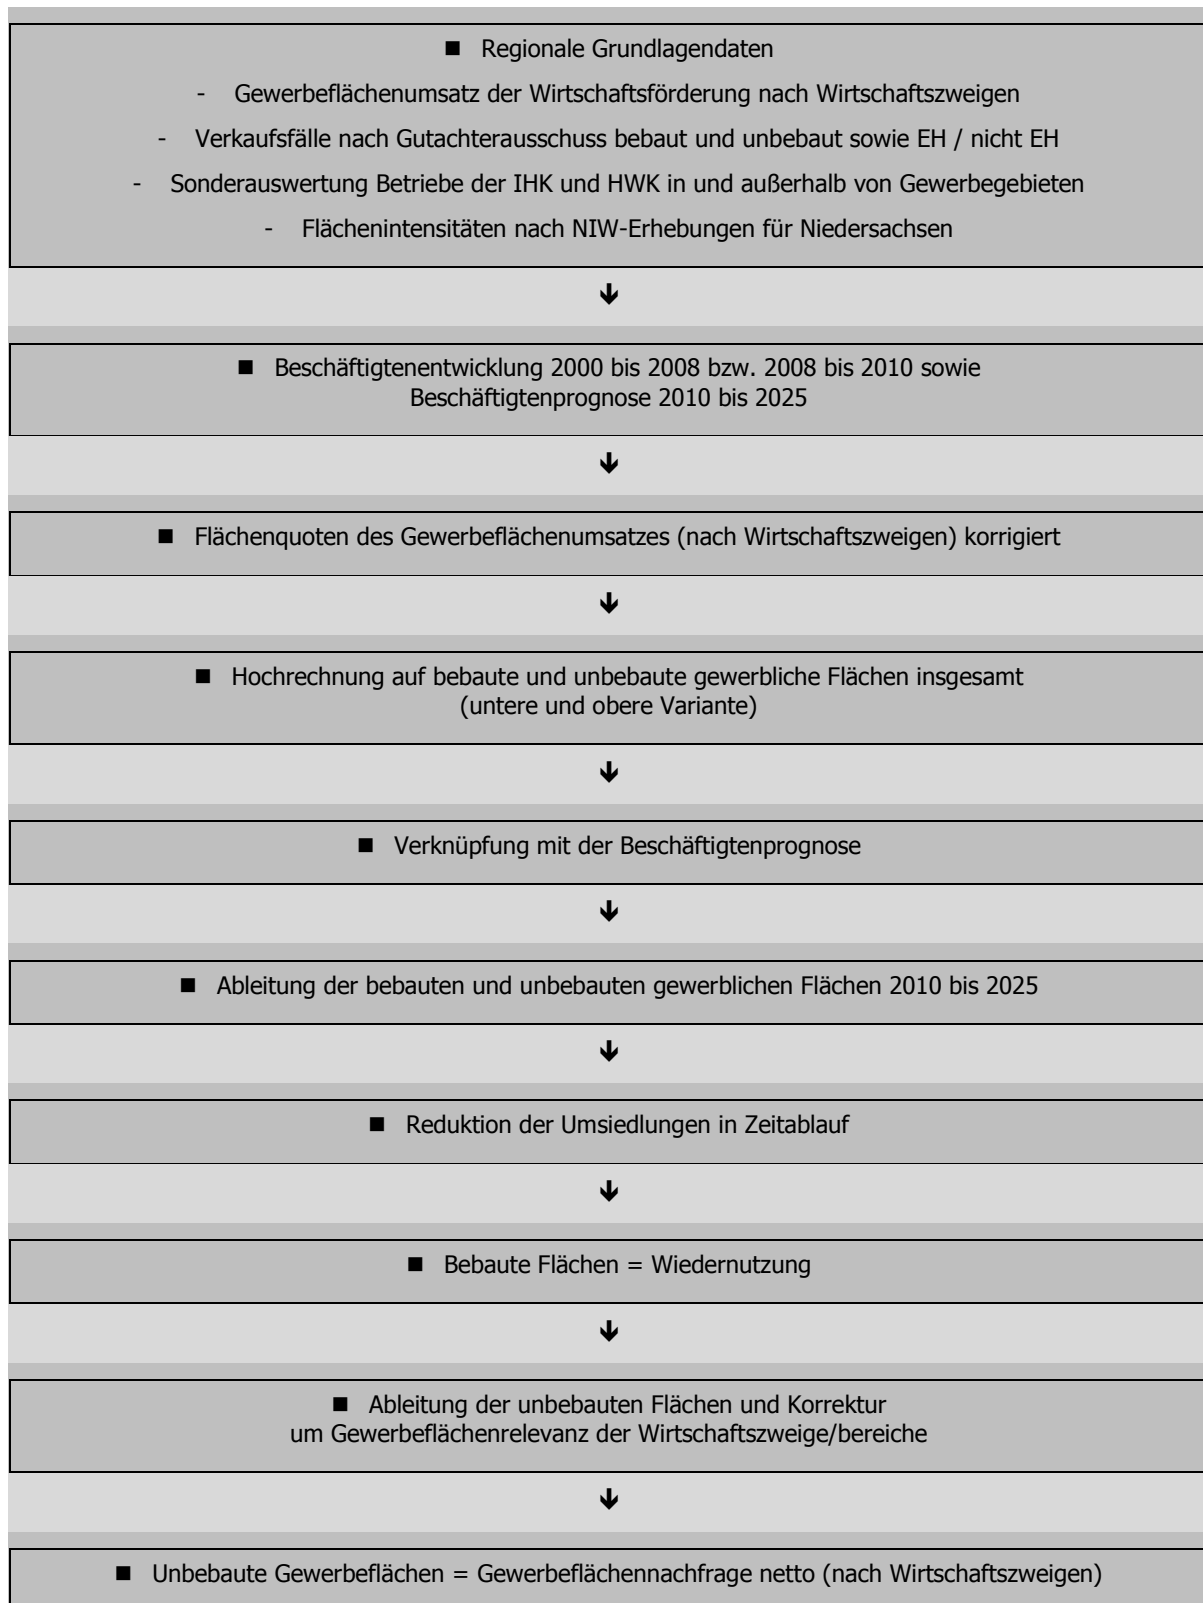 ■ Regionale Grundlagendaten
- Gewerbeflächenumsatz der Wirtschaftsförderung nach Wirtschaftszweigen
- Verkaufsfälle nach Gutachterausschuss bebaut und unbebaut sowie EH / nicht EH
- Sonderauswertung Betriebe der IHK und HWK in und außerhalb von Gewerbegebieten
- Flächenintensitäten nach NIW-Erhebungen für Niedersachsen
■ Beschäftigtenentwicklung 2000 bis 2008 bzw. 2008 bis 2010 sowie
Beschäftigtenprognose 2010 bis 2025
■ Flächenquoten des Gewerbeflächenumsatzes (nach Wirtschaftszweigen) korrigiert
■ Hochrechnung auf bebaute und unbebaute gewerbliche Flächen insgesamt
(untere und obere Variante)
■ Verknüpfung mit der Beschäftigtenprognose
■ Ableitung der bebauten und unbebauten gewerblichen Flächen 2010 bis 2025
■ Reduktion der Umsiedlungen in Zeitablauf
■ Bebaute Flächen = Wiedernutzung
■ Ableitung der unbebauten Flächen und Korrektur
um Gewerbeflächenrelevanz der Wirtschaftszweige/bereiche
■ Unbebaute Gewerbeflächen = Gewerbeflächennachfrage netto (nach Wirtschaftszweigen)